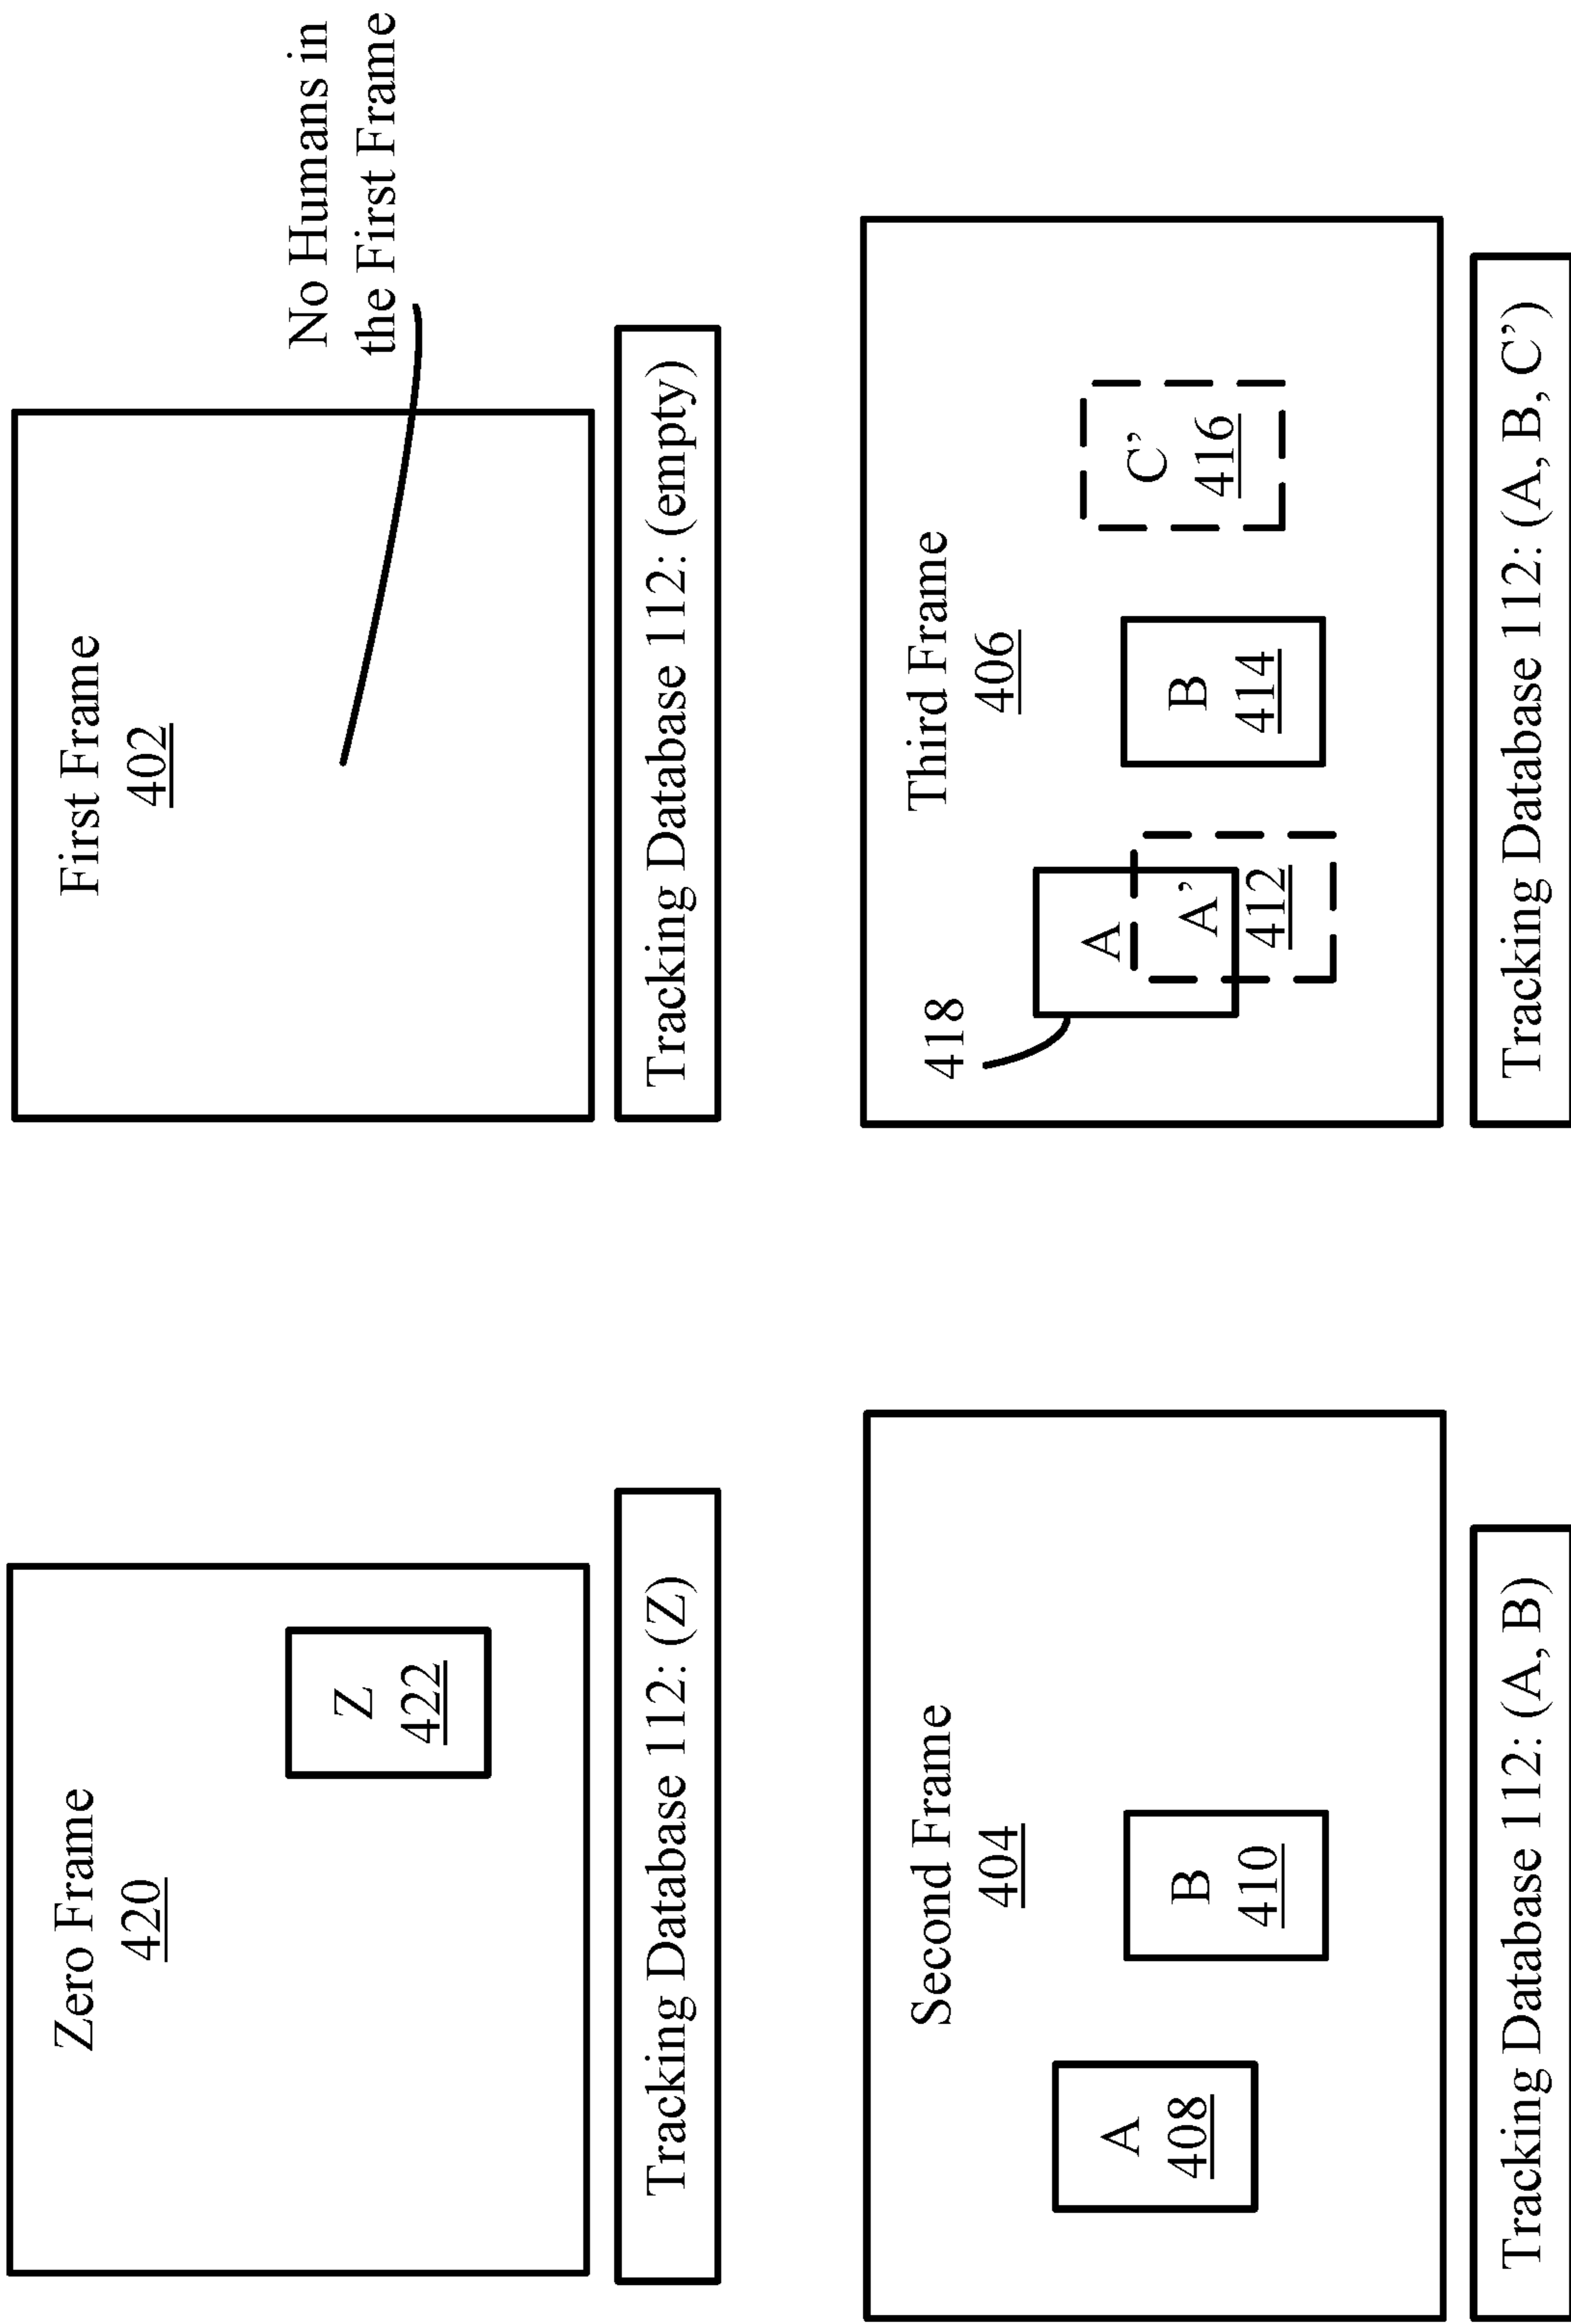 Zero Frame
420
Z
422
Tracking Database 112: (Z)
First Frame
402
No Humans in
the First Frame
Tracking Database 112: (empty)
Second Frame
404
A
408
B
410
Tracking Database 112: (A, B)
Third Frame
406
418
A
A’
412
B
414
C’
416
Tracking Database 112: (A, B, C’)